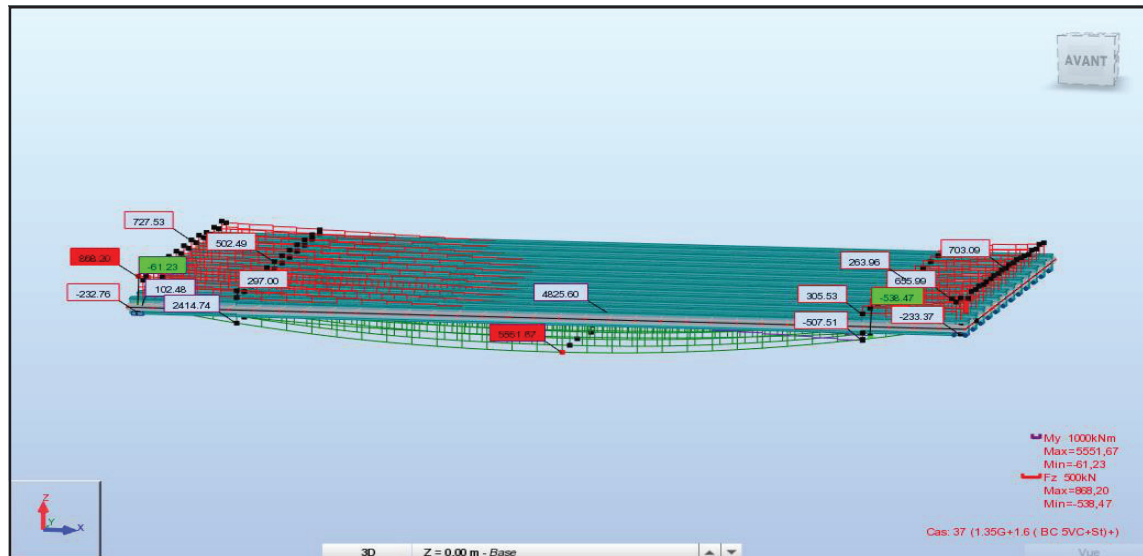 AVANT
727.53
502.49
868.20
-61.23
297.00
102.48
-232.76
2414.74
4825.60
263.96
703.09
635.99
305.53
-538.47
-507.51
-233.37
5551.67
My 1000kNm
Max=5551,67
Min=-61,23
Fz 500kN
Max=868,20
Min=-538,47
Cas: 37 (1.35G+1.6 ( BC 5VC+St)+)
Z
Y
X
3D Z = 0.00 m - Base
Vue